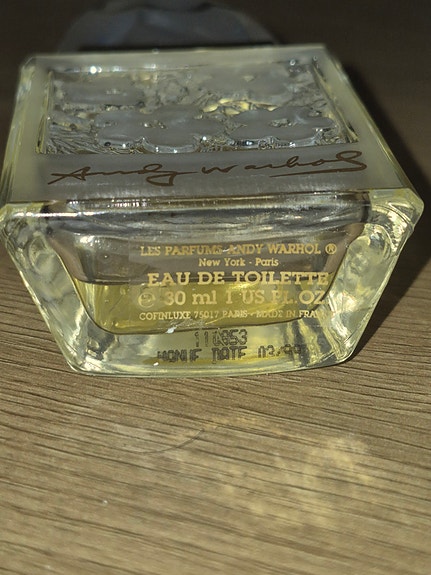 Andy Warhol
LES PARFUMS ANDY WARHOL ®
New York - Paris
EAU DE TOILETTE
℮ 30 ml 1 US FL.OZ
COFINLUXE 75017 PARIS - MADE IN FRANCE
110353
MANUF DATE 03/99